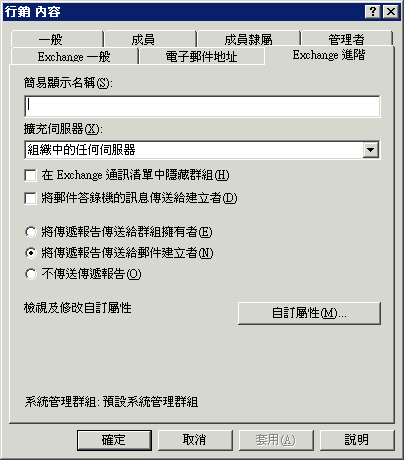 行銷 內容
一般
成員
成員隸屬
管理者
Exchange 一般
電子郵件地址
Exchange 進階
簡易顯示名稱(S):
擴充伺服器(X):
組織中的任何伺服器
在 Exchange 通訊清單中隱藏群組(H)
將郵件答錄機的訊息傳送給建立者(D)
將傳遞報告傳送給群組擁有者(E)
將傳遞報告傳送給郵件建立者(N)
不傳送傳遞報告(O)
檢視及修改自訂屬性
自訂屬性(M)...
系統管理群組: 預設系統管理群組
確定
取消
套用(A)
說明